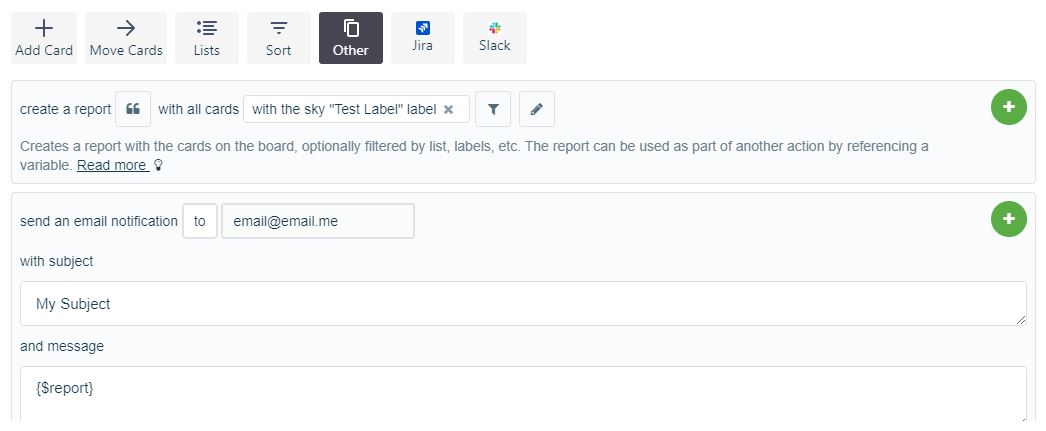 Add Card Move Cards Lists Sort Other Jira Slack
create a report with all cards with the sky "Test Label" label
Creates a report with the cards on the board, optionally filtered by list, labels, etc. The report can be used as part of another action by referencing a
variable. Read more
send an email notification to email@email.me
with subject
My Subject
and message
{$report}